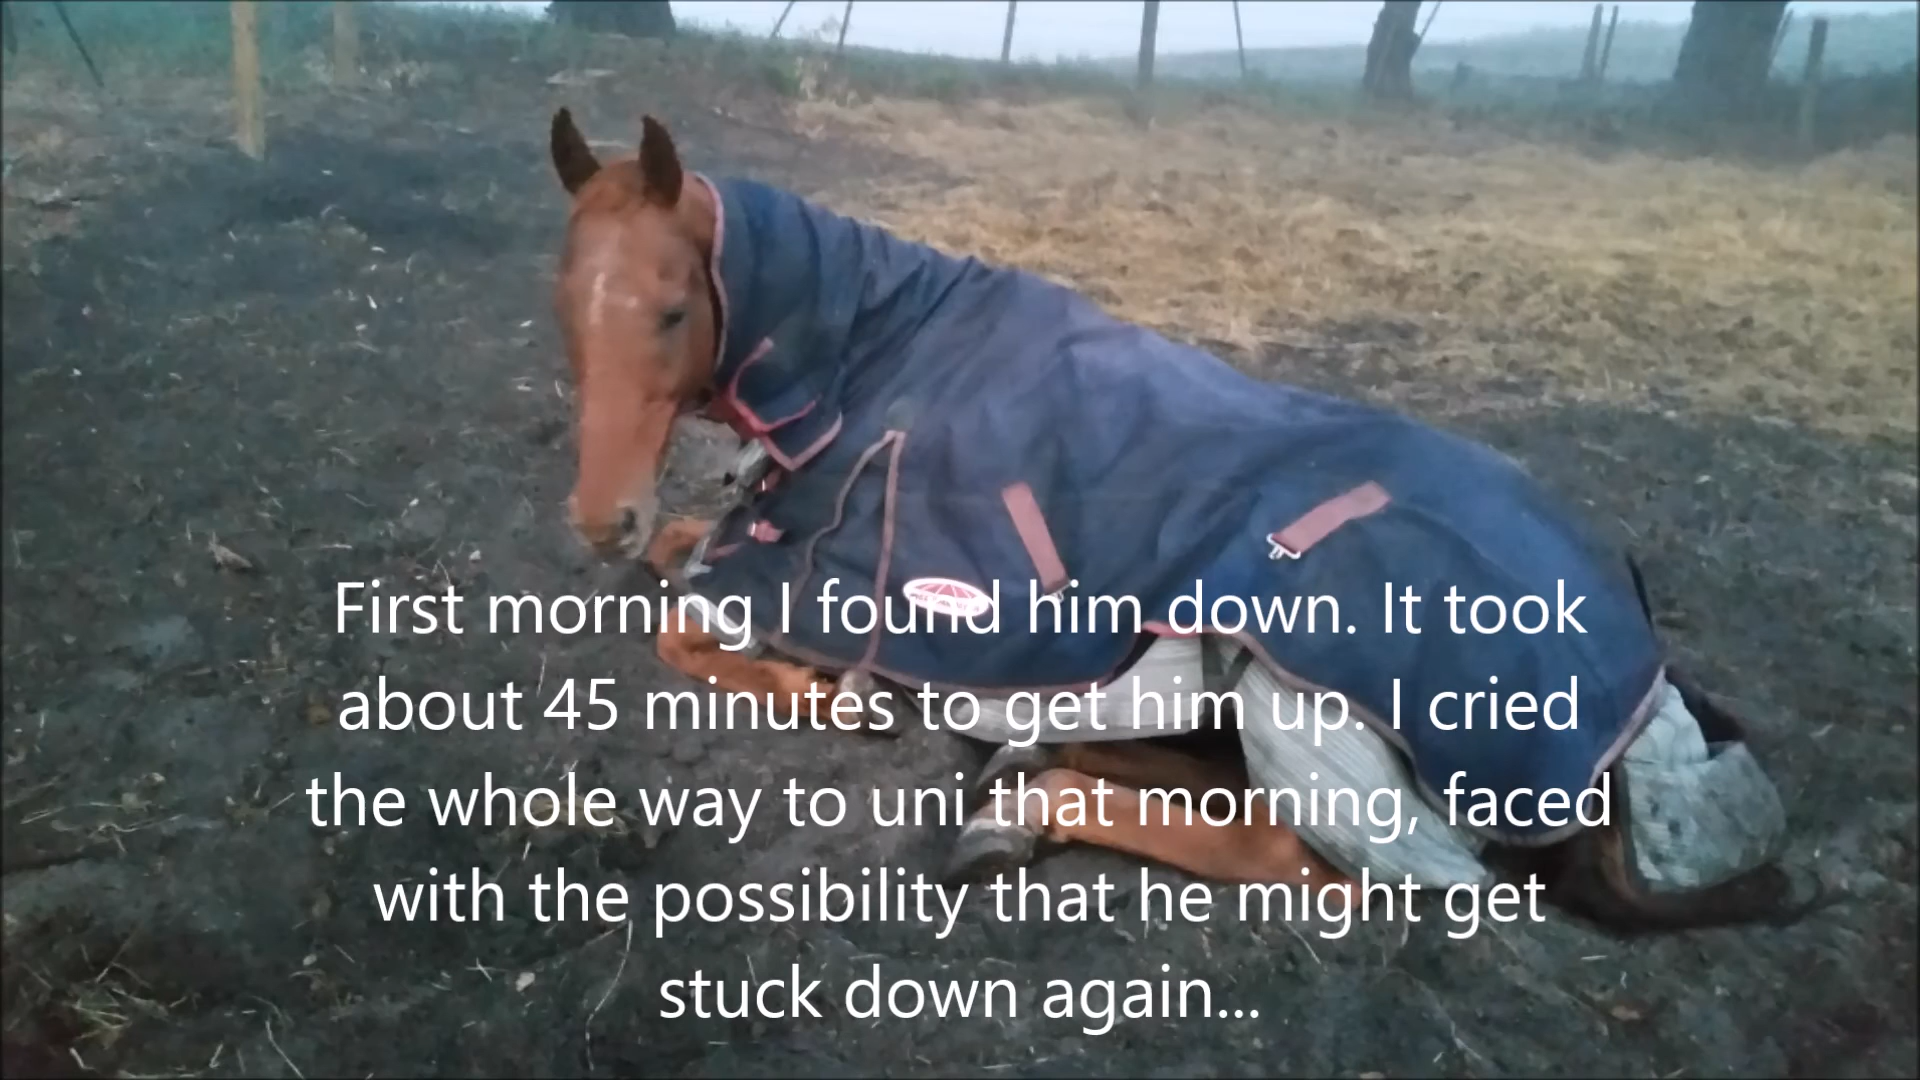 First morning I found him down. It took
about 45 minutes to get him up. I cried
the whole way to uni that morning, faced
with the possibility that he might get
stuck down again...